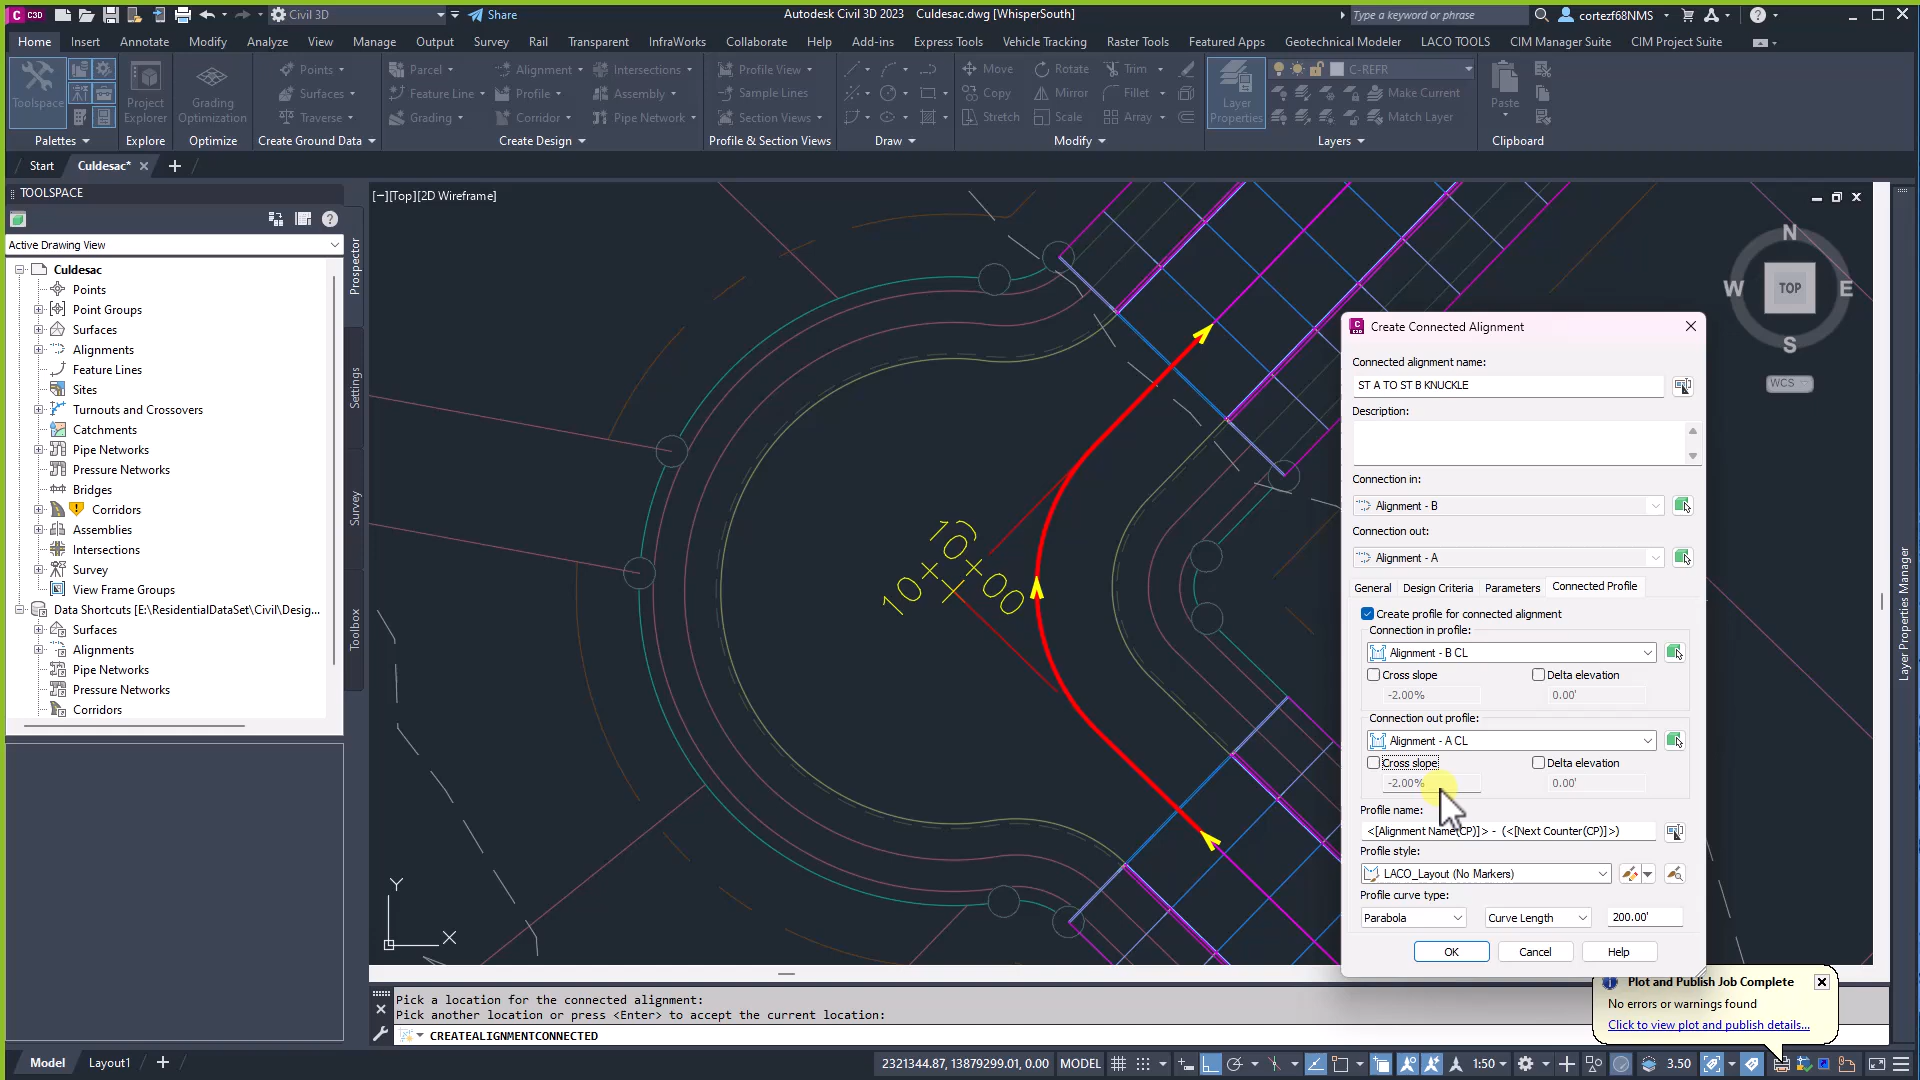 C3D
Civil 3D
Share
Autodesk Civil 3D 2023 Culdesac.dwg [WhisperSouth]
Type a keyword or phrase
cortezf68NMS
Home Insert Annotate Modify Analyze View Manage Output Survey Rail Transparent InfraWorks Collaborate Help Add-ins Express Tools Vehicle Tracking Raster Tools Featured Apps Geotechnical Modeler LACO TOOLS CIM Manager Suite CIM Project Suite
Toolspace
Project Explorer
Grading Optimization
Points
Surfaces
Traverse
Parcel
Feature Line
Grading
Alignment
Profile
Corridor
Intersections
Assembly
Pipe Network
Profile View
Sample Lines
Section Views
Move
Copy
Stretch
Rotate
Mirror
Scale
Trim
Fillet
Array
Layer Properties
C-REFR
Make Current
Match Layer
Paste
Palettes Explore Optimize Create Ground Data Create Design Profile & Section Views Draw Modify Layers Clipboard
Start
Culdesac*
TOOLSPACE
Active Drawing View
Culdesac
Points
Point Groups
Surfaces
Alignments
Feature Lines
Sites
Turnouts and Crossovers
Catchments
Pipe Networks
Pressure Networks
Bridges
Corridors
Assemblies
Intersections
Survey
View Frame Groups
Data Shortcuts [E:\ResidentialDataSet\Civil\Desig...
Surfaces
Alignments
Pipe Networks
Pressure Networks
Corridors
Prospector
Settings
Survey
Toolbox
[−][Top][2D Wireframe]
10+
10+00
Y
X
N
W
TOP
E
S
WCS
Layer Properties Manager
Create Connected Alignment
Connected alignment name:
ST A TO ST B KNUCKLE
Description:
Connection in:
Alignment - B
Connection out:
Alignment - A
General Design Criteria Parameters Connected Profile
Create profile for connected alignment
Connection in profile:
Alignment - B CL
Cross slope Delta elevation
-2.00% 0.00'
Connection out profile:
Alignment - A CL
Cross slope Delta elevation
-2.00% 0.00'
Profile name:
<[Alignment Name(CP)]> - (<[Next Counter(CP)]>)
Profile style:
LACO_Layout (No Markers)
Profile curve type:
Parabola Curve Length 200.00'
OK Cancel Help
Plot and Publish Job Complete
No errors or warnings found
Click to view plot and publish details...
Pick a location for the connected alignment:
Pick another location or press <Enter> to accept the current location:
CREATEALIGNMENTCONNECTED
Model Layout1
2321344.87, 13879299.01, 0.00 MODEL
1:50
3.50